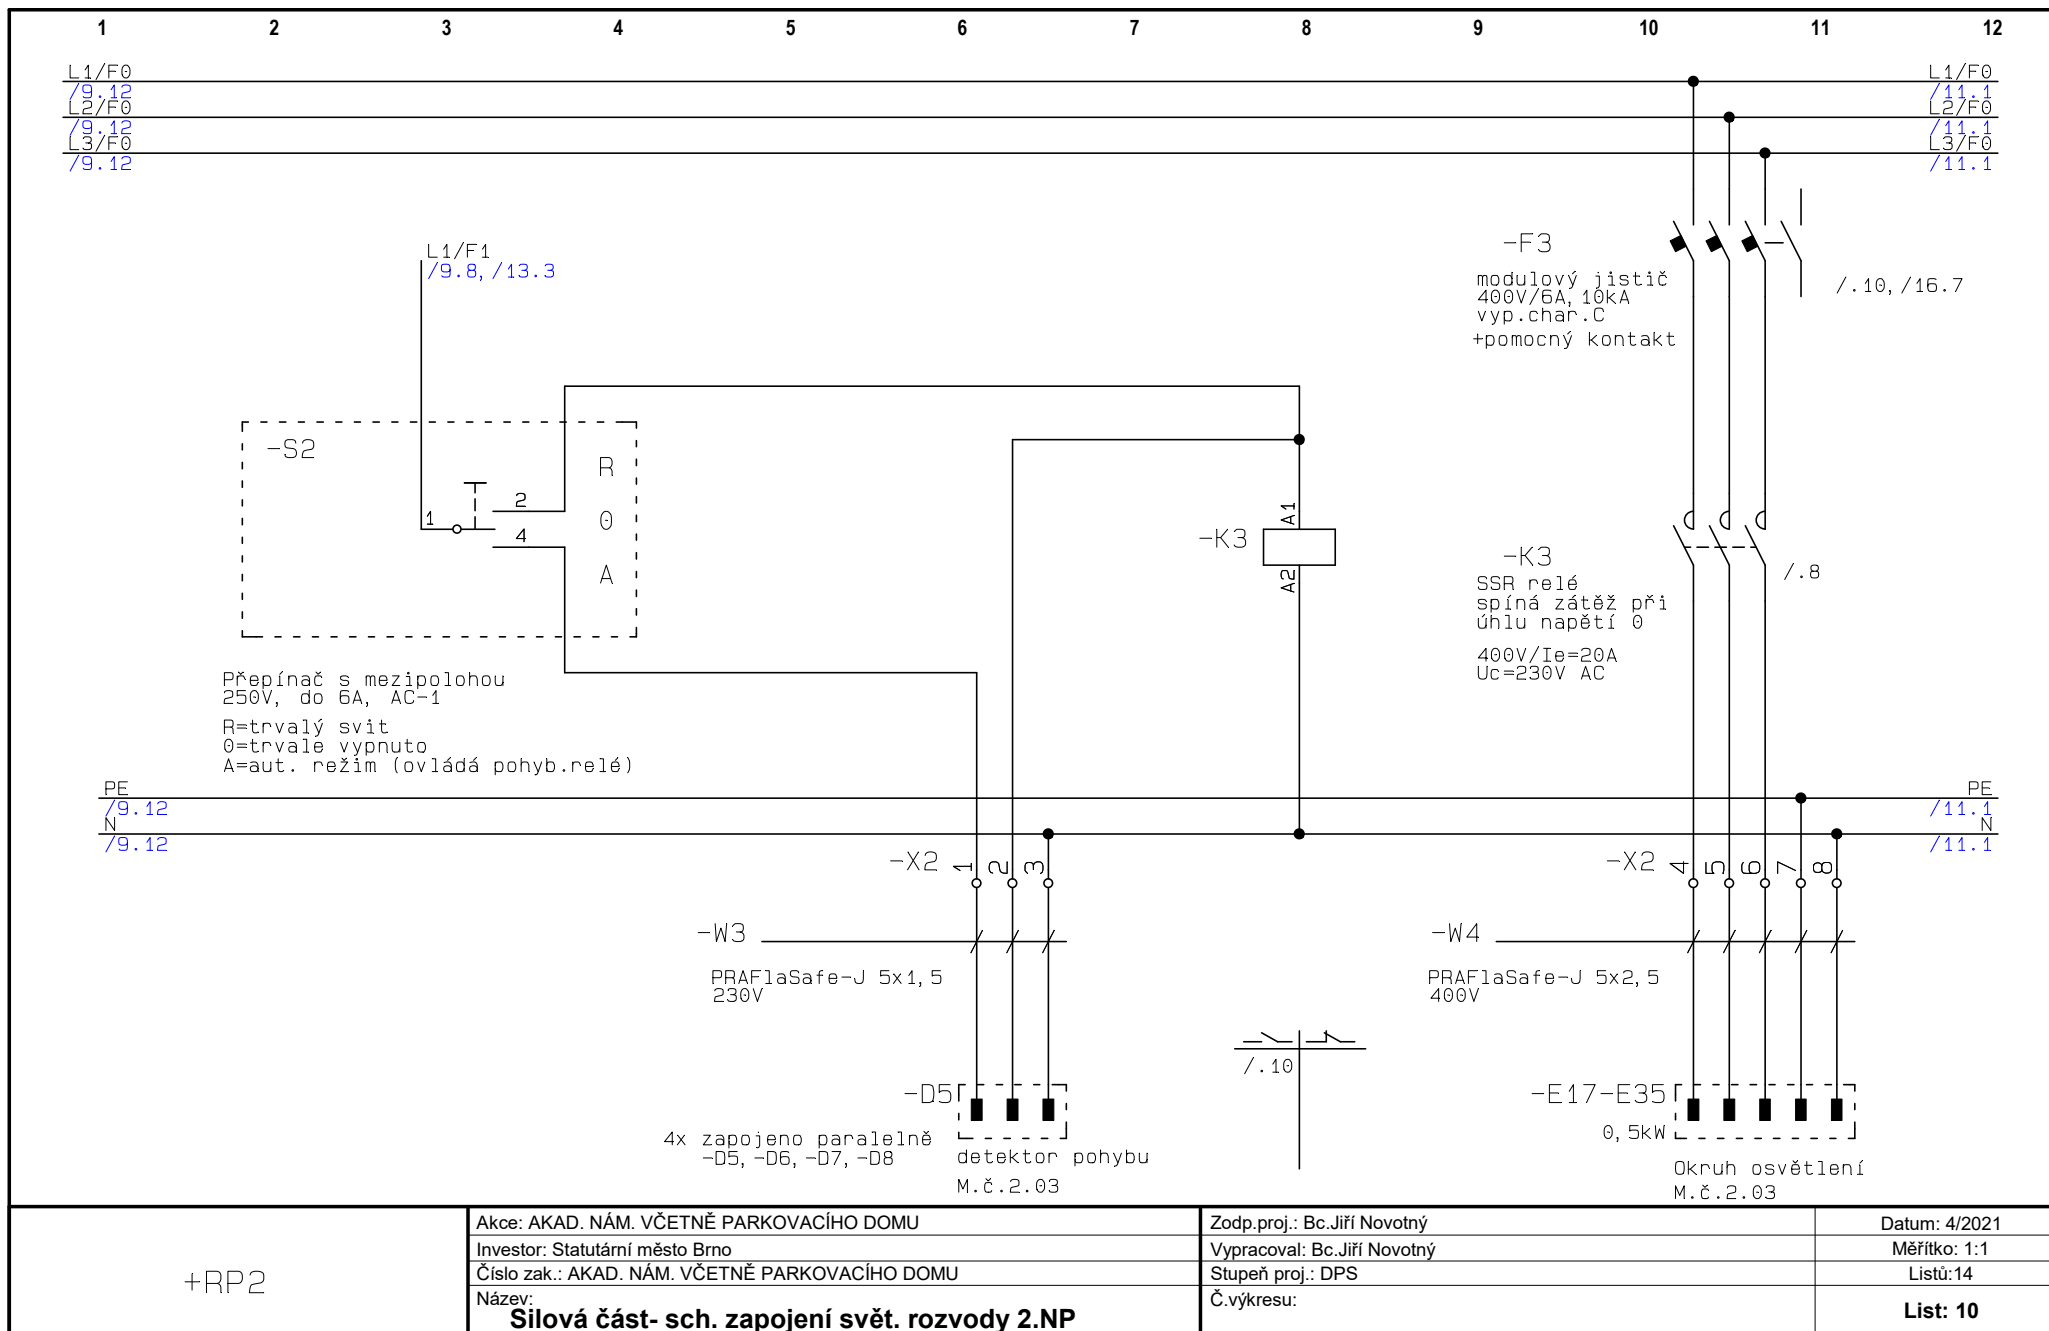 1 2 3 4 5 6 7 8 9 10 11 12
L1/F0 L1/F0
/9.12 /11.1
L2/F0 L2/F0
/9.12 /11.1
L3/F0 L3/F0
/9.12 /11.1
L1/F1
/9.8, /13.3
-F3
modulový jistič
400V/6A, 10kA
vyp.char.C
+pomocný kontakt
/.10, /16.7
-S2
R
0
A
1
2
4
Přepínač s mezipolohou
250V, do 6A, AC-1
R=trvalý svit
0=trvale vypnuto
A=aut. režim (ovládá pohyb.relé)
-K3
A1
A2
-K3
SSR relé
spíná zátěž při
úhlu napětí 0
400V/Ie=20A
Uc=230V AC
/.8
PE PE
/9.12 /11.1
N N
/9.12 /11.1
-X2 1 2 3
-X2 4 5 6 7 8
-W3
PRAFlaSafe-J 5x1,5
230V
-W4
PRAFlaSafe-J 5x2,5
400V
/.10
-D5
4x zapojeno paralelně
-D5, -D6, -D7, -D8
detektor pohybu
M.č.2.03
-E17-E35
0,5kW
Okruh osvětlení
M.č.2.03
+RP2
Akce: AKAD. NÁM. VČETNĚ PARKOVACÍHO DOMU
Investor: Statutární město Brno
Číslo zak.: AKAD. NÁM. VČETNĚ PARKOVACÍHO DOMU
Název:
Silová část- sch. zapojení svět. rozvody 2.NP
Zodp.proj.: Bc.Jiří Novotný
Vypracoval: Bc.Jiří Novotný
Stupeň proj.: DPS
Č.výkresu:
Datum: 4/2021
Měřítko: 1:1
Listů:14
List: 10